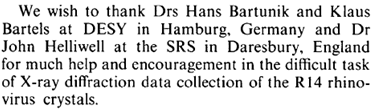 We wish to thank Drs Hans Bartunik and Klaus
Bartels at DESY in Hamburg, Germany and Dr
John Helliwell at the SRS in Daresbury, England
for much help and encouragement in the difficult task
of X-ray diffraction data collection of the R14 rhino-
virus crystals.